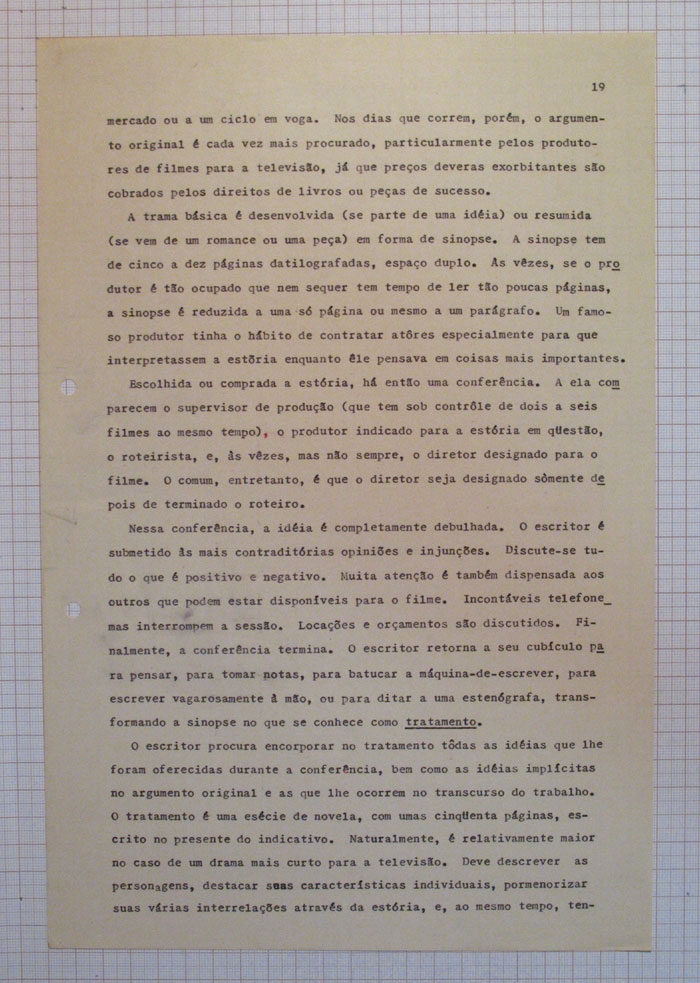 19
mercado ou a um ciclo em voga. Nos dias que correm, porém, o argumen-
to original é cada vez mais procurado, particularmente pelos produto-
res de filmes para a televisão, já que preços deveras exorbitantes são
cobrados pelos direitos de livros ou peças de sucesso.
A trama básica é desenvolvida (se parte de uma idéia) ou resumida
(se vem de um romance ou uma peça) em forma de sinopse. A sinopse tem
de cinco a dez páginas datilografadas, espaço duplo. As vêzes, se o pro
dutor é tão ocupado que nem sequer tem tempo de ler tão poucas páginas,
a sinopse é reduzida a uma só página ou mesmo a um parágrafo. Um famo-
so produtor tinha o hábito de contratar atôres especialmente para que
interpretassem a estória enquanto êle pensava em coisas mais importantes.
Escolhida ou comprada a estória, há então uma conferência. A ela com
parecem o supervisor de produção (que tem sob contrôle de dois a seis
filmes ao mesmo tempo), o produtor indicado para a estória em qüestão,
o roteirista, e, às vêzes, mas não sempre, o diretor designado para o
filme. O comum, entretanto, é que o diretor seja designado sòmente de
pois de terminado o roteiro.
Nessa conferência, a idéia é completamente debulhada. O escritor é
submetido às mais contraditórias opiniões e injunções. Discute-se tu-
do o que é positivo e negativo. Muita atenção é também dispensada aos
outros que podem estar disponíveis para o filme. Incontáveis telefone_
mas interrompem a sessão. Locações e orçamentos são discutidos. Fi-
nalmente, a conferência termina. O escritor retorna a seu cubículo pa
ra pensar, para tomar notas, para batucar a máquina-de-escrever, para
escrever vagarosamente à mão, ou para ditar a uma estenógrafa, trans-
formando a sinopse no que se conhece como tratamento.
O escritor procura encorporar no tratamento tôdas as idéias que lhe
foram oferecidas durante a conferência, bem como as idéias implícitas
no argumento original e as que lhe ocorrem no transcurso do trabalho.
O tratamento é uma esécie de novela, com umas cinqüenta páginas, es-
crito no presente do indicativo. Naturalmente, é relativamente maior
no caso de um drama mais curto para a televisão. Deve descrever as
personagens, destacar suas características individuais, pormenorizar
suas várias interrelações através da estória, e, ao mesmo tempo, ten-